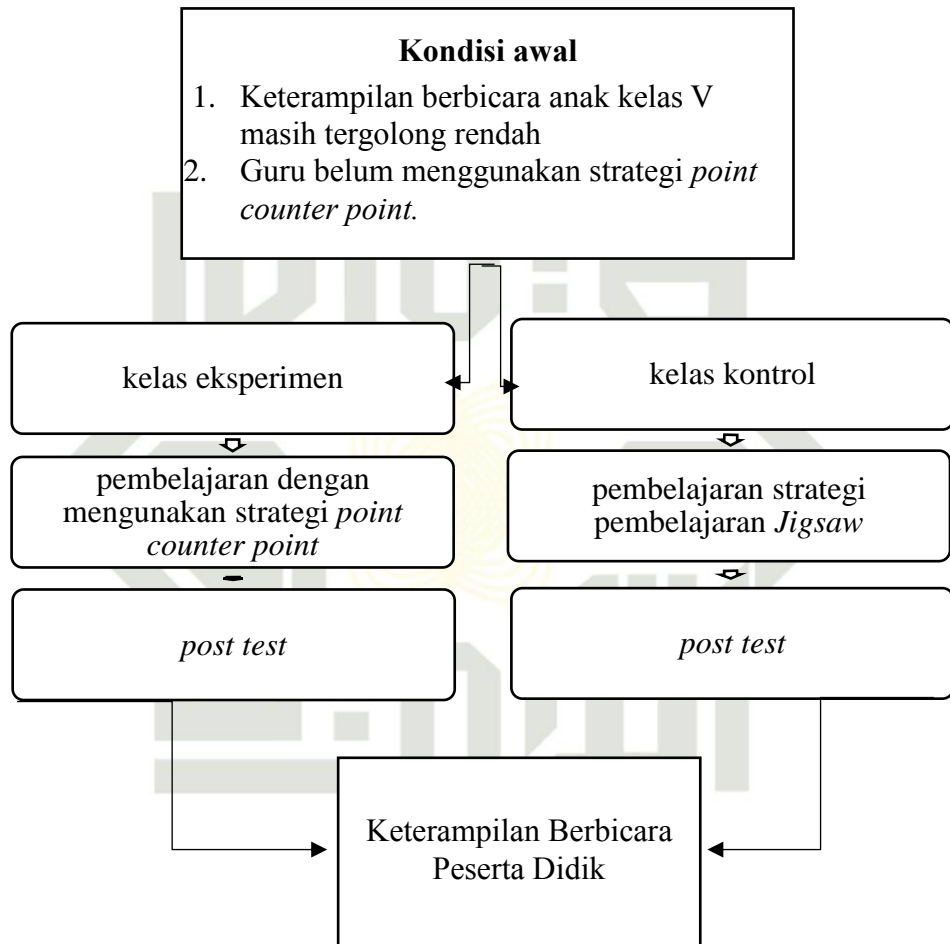 Kondisi awal
1. Keterampilan berbicara anak kelas V
masih tergolong rendah
2. Guru belum menggunakan strategi point
counter point.
kelas eksperimen
kelas kontrol
pembelajaran dengan
mengunakan strategi point
counter point
pembelajaran strategi
pembelajaran Jigsaw
post test
post test
Keterampilan Berbicara
Peserta Didik